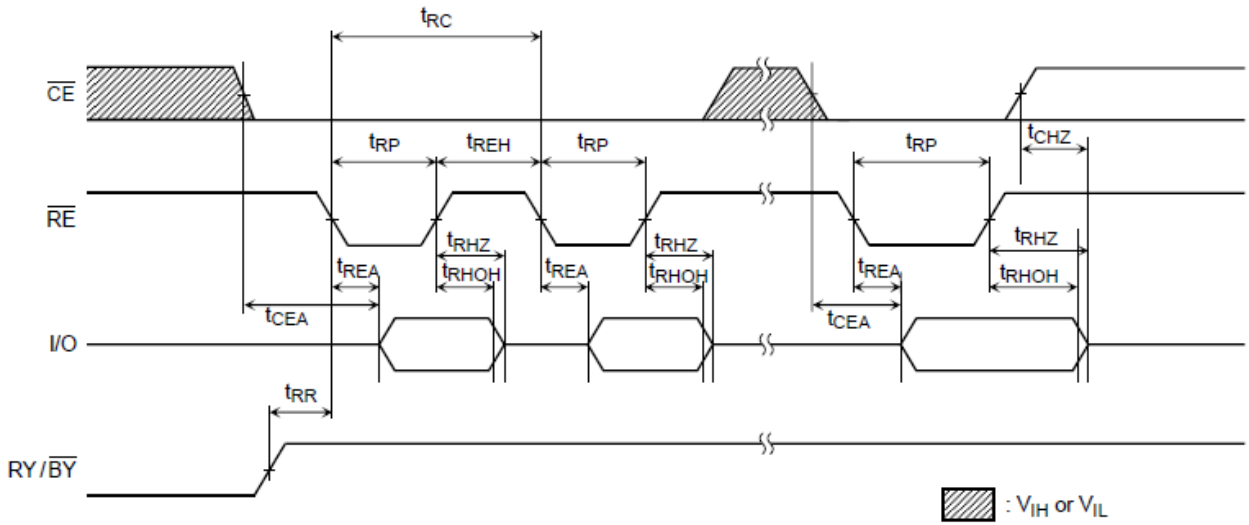 tRC
CE
tRP tREH tRP tRP tCHZ
RE
tRHZ tRHZ tRHZ
tREA tRHOH tREA tRHOH tREA tRHOH
tCEA tCEA
I/O
tRR
RY/BY
: VIH or VIL